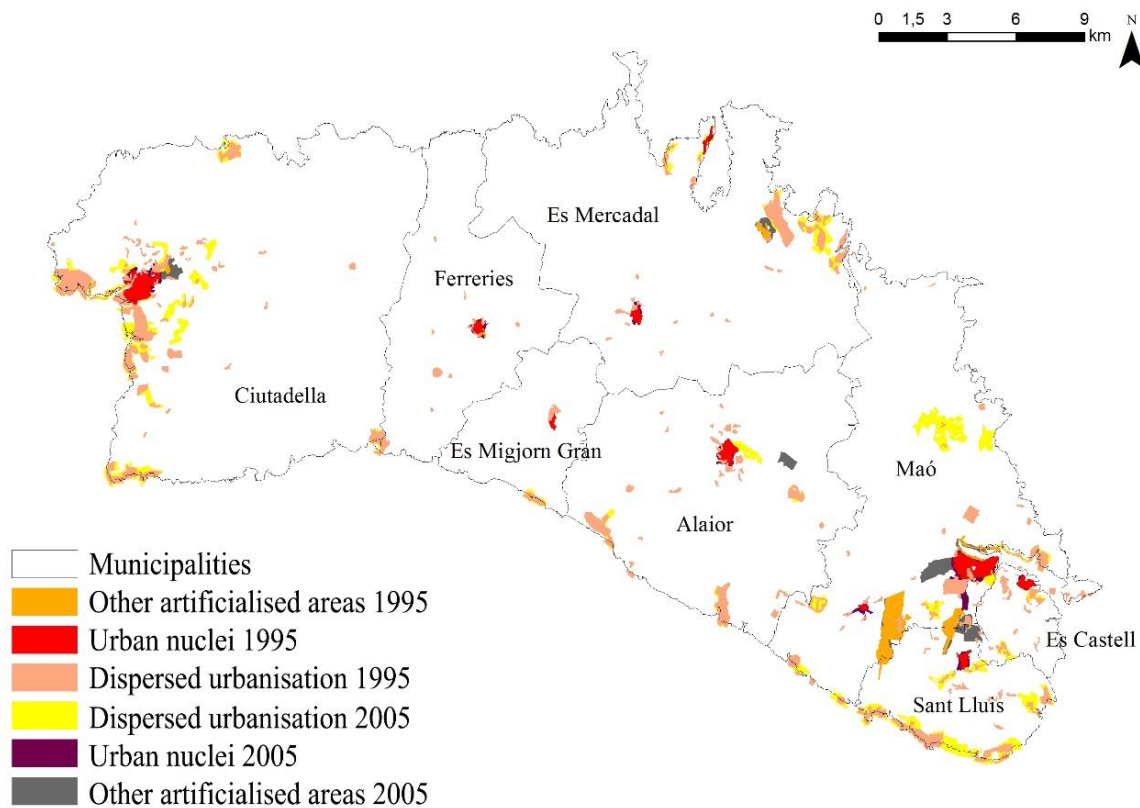 0 1,5 3 6 9
km
N
Es Mercadal
Ferreries
Ciutadella
Es Migjorn Gran
Maó
Alaior
Es Castell
Sant Lluis
Municipalities
Other artificialised areas 1995
Urban nuclei 1995
Dispersed urbanisation 1995
Dispersed urbanisation 2005
Urban nuclei 2005
Other artificialised areas 2005